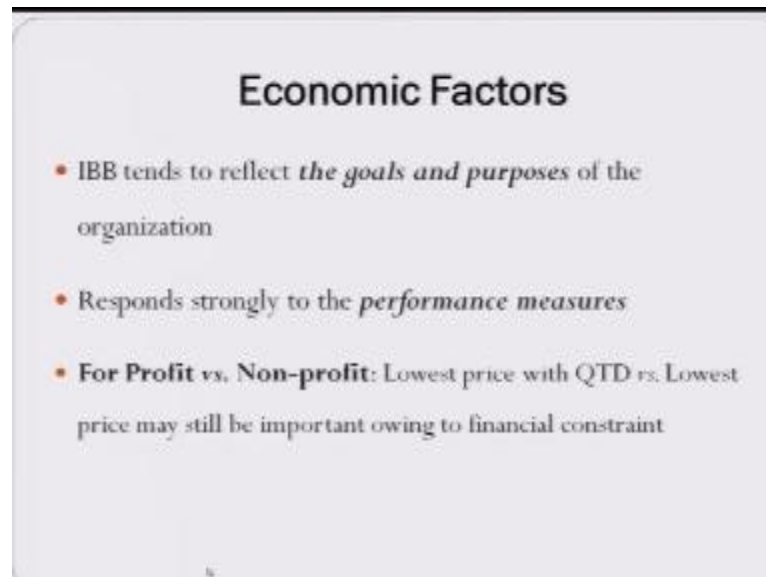 Economic Factors
• IBB tends to reflect the goals and purposes of the
organization
• Responds strongly to the performance measures
• For Profit vs. Non-profit: Lowest price with QTD vs. Lowest
price may still be important owing to financial constraint